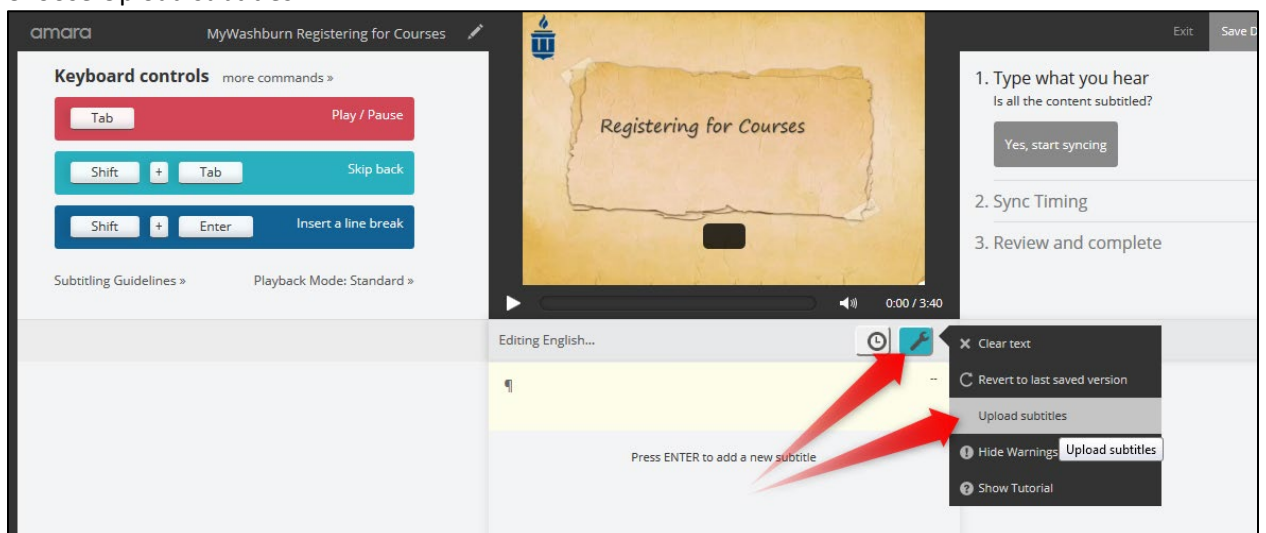 amara
MyWashburn Registering for Courses
Exit
Save D
Keyboard controls more commands »
Tab
Play / Pause
Shift + Tab
Skip back
Shift + Enter
Insert a line break
Subtitling Guidelines »
Playback Mode: Standard »
Registering for Courses
0:00 / 3:40
1. Type what you hear
Is all the content subtitled?
Yes, start syncing
2. Sync Timing
3. Review and complete
Editing English...
¶
--
Press ENTER to add a new subtitle
Clear text
Revert to last saved version
Upload subtitles
Hide Warnings
Upload subtitles
Show Tutorial